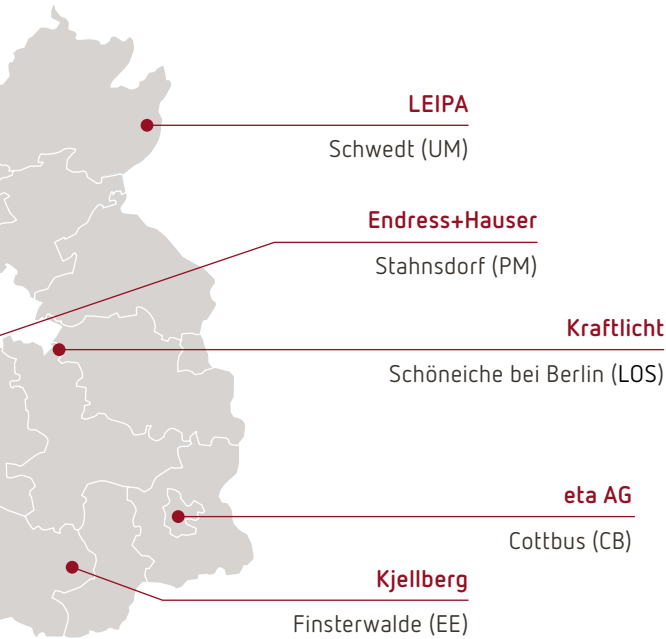 LEIPA
Schwedt (UM)
Endress+Hauser
Stahnsdorf (PM)
Kraftlicht
Schöneiche bei Berlin (LOS)
eta AG
Cottbus (CB)
Kjellberg
Finsterwalde (EE)